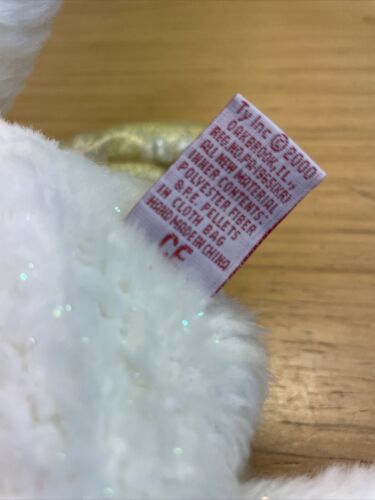 Ty Inc © 2000
OAKBROOK, IL.,
REG.NO.PA 1965(KR)
ALL NEW MATERIAL
INNER CONTENTS:
POLYESTER FIBER
& P.E. PELLETS
IN CLOTH BAG
HAND MADE IN CHINA
CE